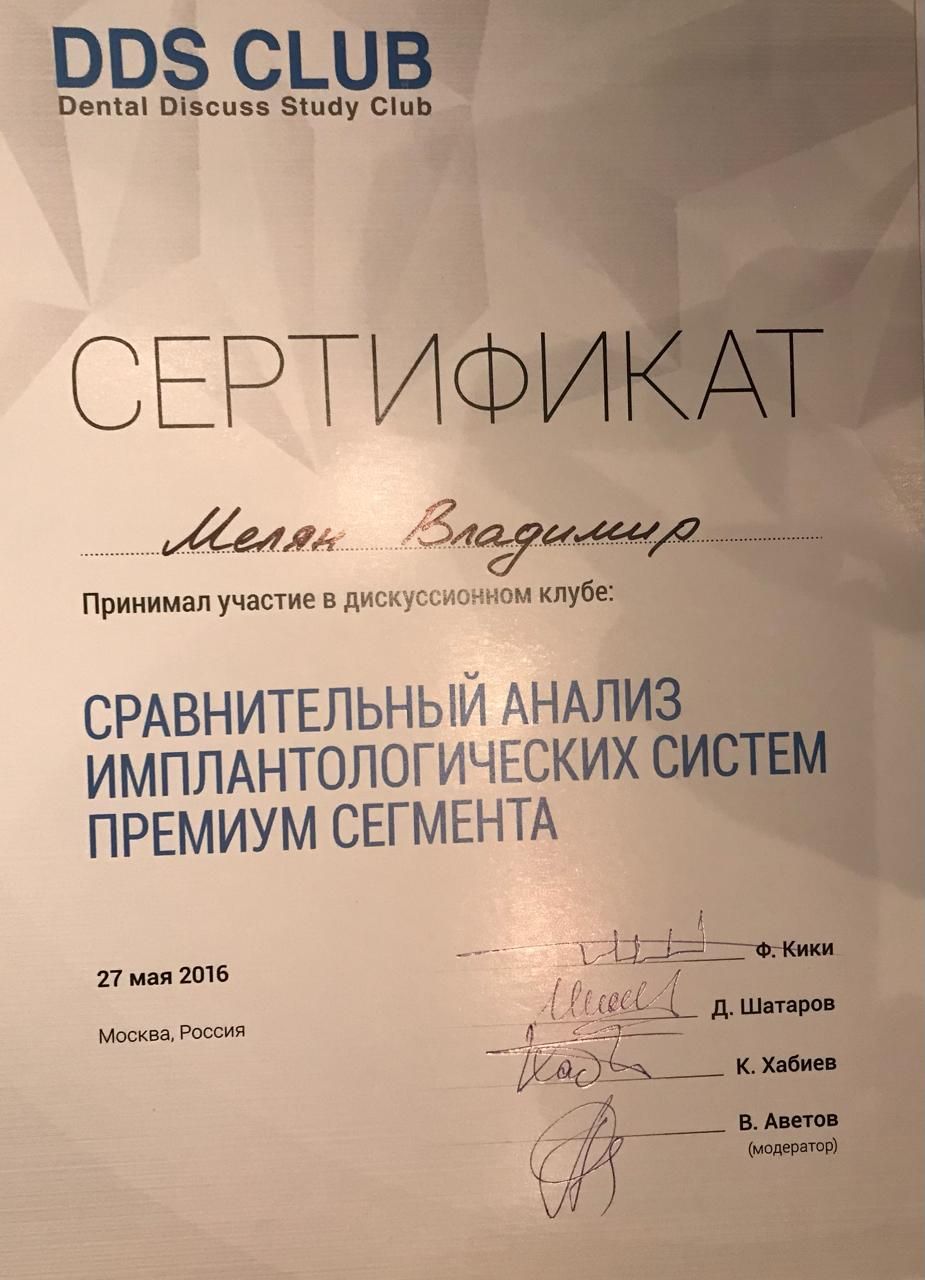 DDS CLUB
Dental Discuss Study Club
СЕРТИФИКАТ
Мелян Владимир
Принимал участие в дискуссионном клубе:
СРАВНИТЕЛЬНЫЙ АНАЛИЗ
ИМПЛАНТОЛОГИЧЕСКИХ СИСТЕМ
ПРЕМИУМ СЕГМЕНТА
27 мая 2016
Москва, Россия
Ф. Кики
Д. Шатаров
К. Хабиев
В. Аветов
(модератор)